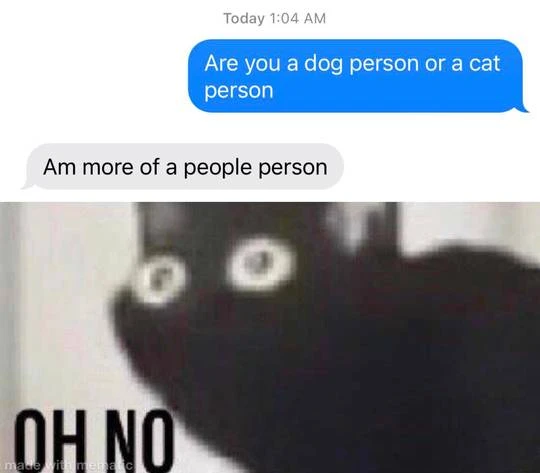 Today 1:04 AM
Are you a dog person or a cat
person
Am more of a people person
OH NO
made with mematic